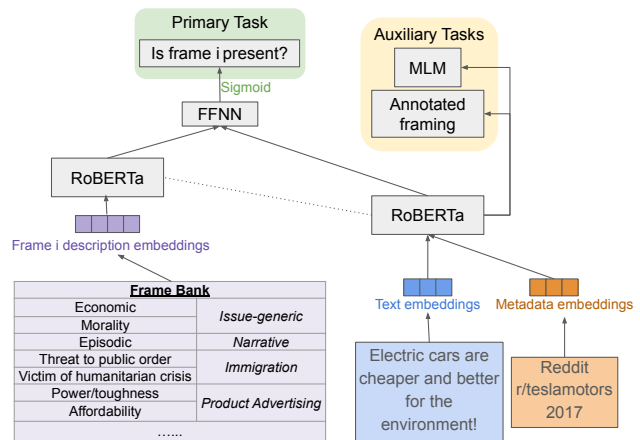 Primary Task
Is frame i present?
Sigmoid
FFNN
Auxiliary Tasks
MLM
Annotated
framing
RoBERTa
RoBERTa
Frame i description embeddings
Text embeddings
Metadata embeddings
Frame Bank
Economic
Morality
Issue-generic
Episodic
Narrative
Threat to public order
Victim of humanitarian crisis
Immigration
Power/toughness
Affordability
Product Advertising
…...
Electric cars are
cheaper and better
for the
environment!
Reddit
r/teslamotors
2017